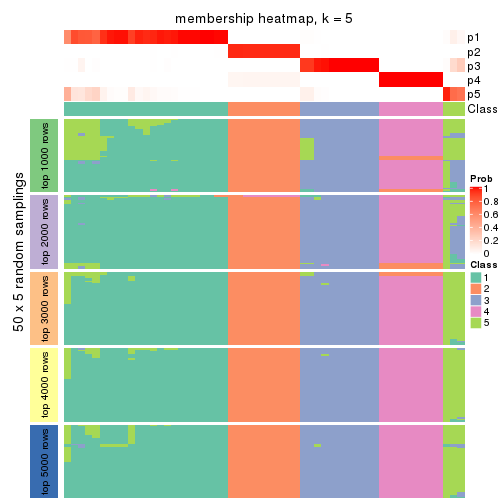 membership heatmap, k = 5
p1
p2
p3
p4
p5
Class
50 x 5 random samplings
top 1000 rows
top 2000 rows
top 3000 rows
top 4000 rows
top 5000 rows
Prob
1
0.8
0.6
0.4
0.2
0
Class
1
2
3
4
5